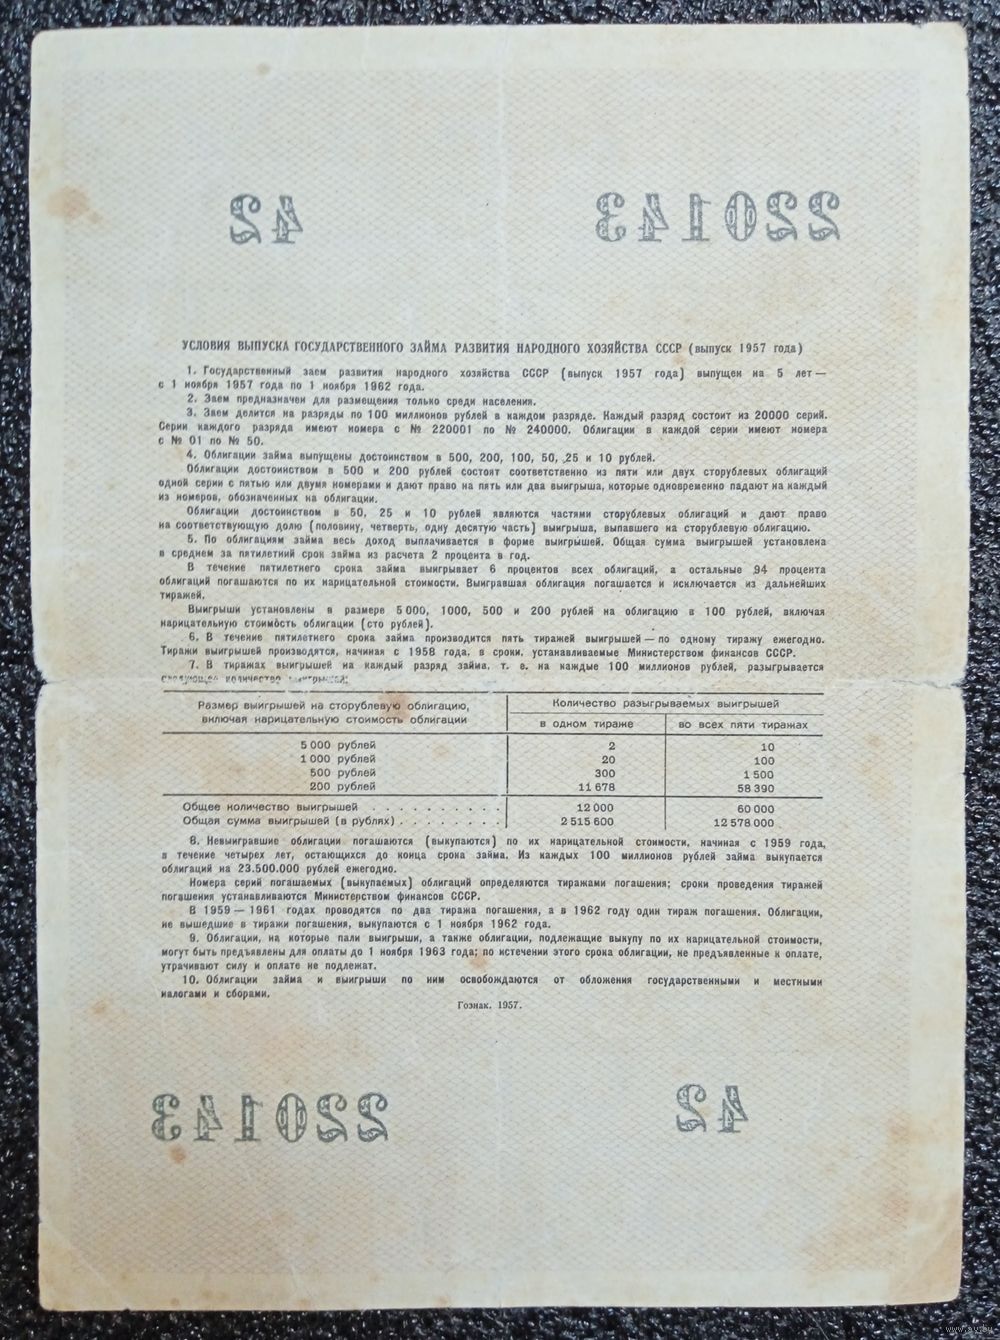 42 220143
УСЛОВИЯ ВЫПУСКА ГОСУДАРСТВЕННОГО ЗАЙМА РАЗВИТИЯ НАРОДНОГО ХОЗЯЙСТВА СССР (выпуск 1957 года)
1. Государственный заем развития народного хозяйства СССР (выпуск 1957 года) выпущен на 5 лет —
с 1 ноября 1957 года по 1 ноября 1962 года.
2. Заем предназначен для размещения только среди населения.
3. Заем делится на разряды по 100 миллионов рублей в каждом разряде. Каждый разряд состоит из 20000 серий.
Серии каждого разряда имеют номера с № 220001 по № 240000. Облигации в каждой серии имеют номера
с № 01 по № 50.
4. Облигации займа выпущены достоинством в 500, 200, 100, 50, 25 и 10 рублей.
Облигации достоинством в 500 и 200 рублей состоят соответственно из пяти или двух сторублевых облигаций
одной серии с пятью или двумя номерами и дают право на пять или два выигрыша, которые одновременно падают на каждый
из номеров, обозначенных на облигации.
Облигации достоинством в 50, 25 и 10 рублей являются частями сторублевых облигаций и дают право
на соответствующую долю (половину, четверть, одну десятую часть) выигрыша, выпавшего на сторублевую облигацию.
5. По облигациям займа весь доход выплачивается в форме выигрышей. Общая сумма выигрышей установлена
в среднем за пятилетний срок займа из расчета 2 процента в год.
В течение пятилетнего срока займа выигрывает 6 процентов всех облигаций, а остальные 94 процента
облигаций погашаются по их нарицательной стоимости. Выигравшая облигация погашается и исключается из дальнейших
тиражей.
Выигрыши установлены в размере 5 000, 1000, 500 и 200 рублей на облигацию в 100 рублей, включая
нарицательную стоимость облигации (сто рублей).
6. В течение пятилетнего срока займа производится пять тиражей выигрышей — по одному тиражу ежегодно.
Тиражи выигрышей производятся, начиная с 1958 года, в сроки, устанавливаемые Министерством финансов СССР.
7. В тиражах выигрышей на каждый разряд займа, т. е. на каждые 100 миллионов рублей, разыгрывается
следующее количество выигрышей:
Размер выигрышей на сторублевую облигацию, включая нарицательную стоимость облигации
Количество разыгрываемых выигрышей
в одном тираже во всех пяти тиражах
5 000 рублей 2 10
1 000 рублей 20 100
500 рублей 300 1 500
200 рублей 11 678 58 390
Общее количество выигрышей . . . . . . . . . . 12 000 60 000
Общая сумма выигрышей (в рублях) . . . . . . . . 2 515 600 12 578 000
8. Невыигравшие облигации погашаются (выкупаются) по их нарицательной стоимости, начиная с 1959 года,
в течение четырех лет, остающихся до конца срока займа. Из каждых 100 миллионов рублей займа выкупается
облигаций на 23.500.000 рублей ежегодно.
Номера серий погашаемых (выкупаемых) облигаций определяются тиражами погашения; сроки проведения тиражей
погашения устанавливаются Министерством финансов СССР.
В 1959 — 1961 годах проводятся по два тиража погашения, а в 1962 году один тираж погашения. Облигации,
не вышедшие в тиражи погашения, выкупаются с 1 ноября 1962 года.
9. Облигации, на которые пали выигрыши, а также облигации, подлежащие выкупу по их нарицательной стоимости,
могут быть предъявлены для оплаты до 1 ноября 1963 года; по истечении этого срока облигации, не предъявленные к оплате,
утрачивают силу и оплате не подлежат.
10. Облигации займа и выигрыши по ним освобождаются от обложения государственными и местными
налогами и сборами.
Гознак. 1957.
220143 42